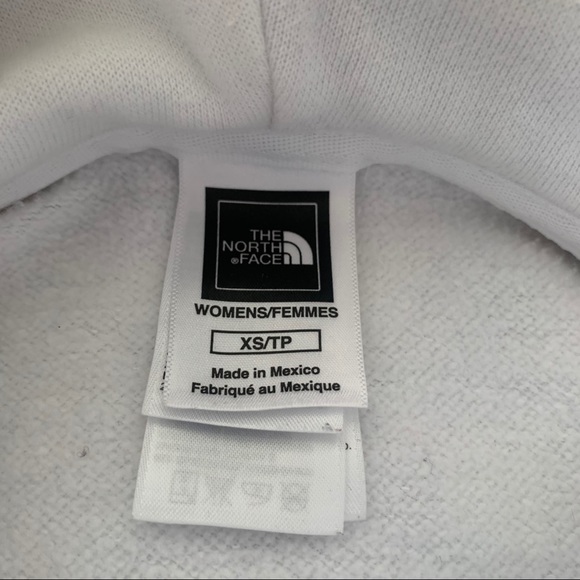 THE
NORTH
®FACE
WOMENS/FEMMES
XS/TP
Made in Mexico
Fabriqué au Mexique